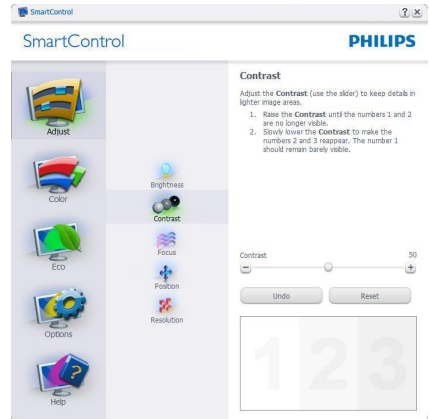 SmartControl
SmartControl
PHILIPS
Adjust
Color
Eco
Options
Help
Brightness
Contrast
Focus
Position
Resolution
Contrast
Adjust the Contrast (use the slider) to keep details in
lighter image areas.
1. Raise the Contrast until the numbers 1 and 2
are no longer visible.
2. Slowly lower the Contrast to make the
numbers 2 and 3 reappear. The number 1
should remain barely visible.
Contrast 50
Undo Reset
1 2 3